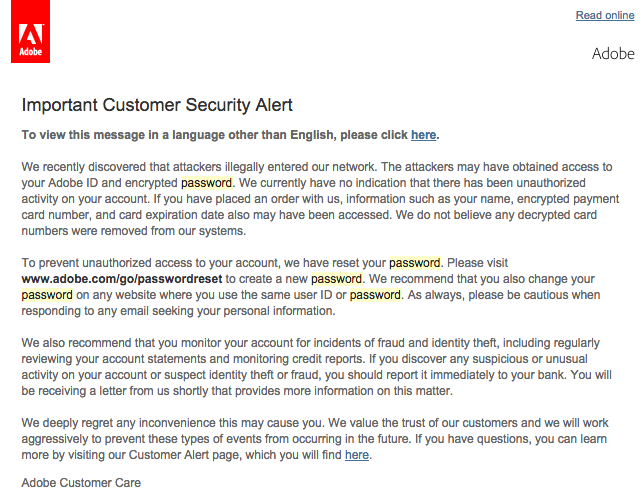 Read online
Adobe
Adobe
Important Customer Security Alert
To view this message in a language other than English, please click here.
We recently discovered that attackers illegally entered our network. The attackers may have obtained access to
your Adobe ID and encrypted password. We currently have no indication that there has been unauthorized
activity on your account. If you have placed an order with us, information such as your name, encrypted payment
card number, and card expiration date also may have been accessed. We do not believe any decrypted card
numbers were removed from our systems.
To prevent unauthorized access to your account, we have reset your password. Please visit
www.adobe.com/go/passwordreset to create a new password. We recommend that you also change your
password on any website where you use the same user ID or password. As always, please be cautious when
responding to any email seeking your personal information.
We also recommend that you monitor your account for incidents of fraud and identity theft, including regularly
reviewing your account statements and monitoring credit reports. If you discover any suspicious or unusual
activity on your account or suspect identity theft or fraud, you should report it immediately to your bank. You will
be receiving a letter from us shortly that provides more information on this matter.
We deeply regret any inconvenience this may cause you. We value the trust of our customers and we will work
aggressively to prevent these types of events from occurring in the future. If you have questions, you can learn
more by visiting our Customer Alert page, which you will find here.
Adobe Customer Care